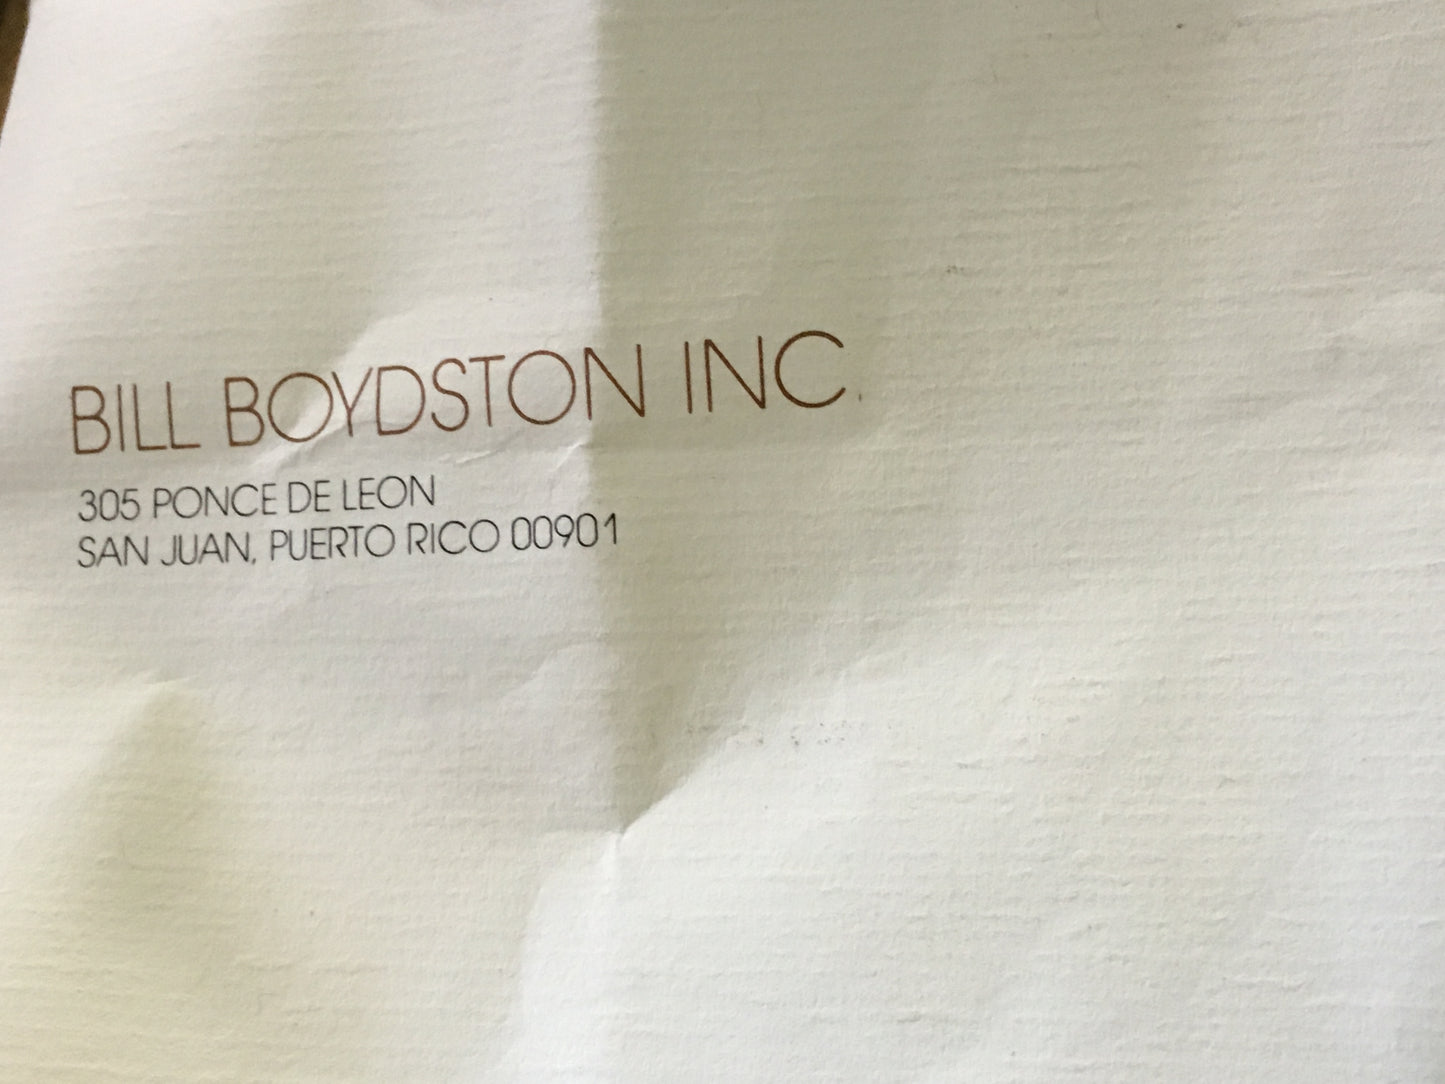 BILL BOYDSTON INC.
305 PONCE DE LEON
SAN JUAN, PUERTO RICO 00901